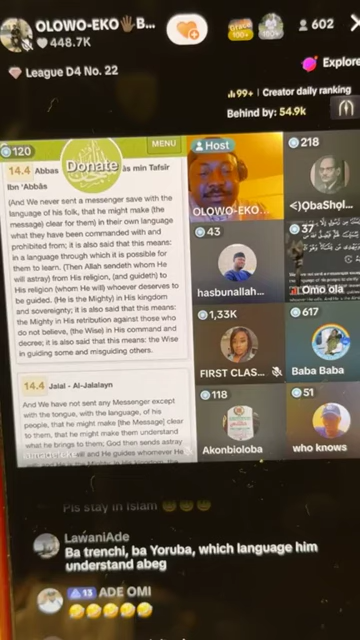 OLOWO-EKO🖐🏿B...
448.7K
100+
100+
602
League D4 No. 22
Explore
99+ | Creator daily ranking
Behind by: 54.9k
120
Donate
MENU
14.4 Abbas
âs min Tafsîr
Ibn 'Abbâs
(And We never sent a messenger save with the
language of his folk, that he might make (the
message) clear for them) in their own language
what they have been commanded with and
prohibited from; it is also said that this means:
in a language through which it is possible for
them to learn, (Then Allah sendeth whom He
will astray) from His religion, (and guideth) to
His religion (whom He will) whoever deserves to
be guided. (He is the Mighty) in His kingdom
and sovereignty; it is also said that this means:
the Mighty in His retribution against those who
do not believe, (the Wise) in His command and
decree; it is also said that this means: the Wise
in guiding some and misguiding others.
14.4 Jalal - Al-Jalalayn
And We have not sent any Messenger except
with the tongue, with the language, of his
people, that he might make [the Message] clear
to them, that he might make them understand
what he brings to them; God then sends astray
will and He guides whomever He
Host
OLOWO-EKO...
218
ObaShol...
43
hasbunallah...
37
Omo ola
1,33K
FIRST CLAS...
617
Baba Baba
118
Akonbioloba
51
who knows
Pls stay in Islam
LawaniAde
Ba trenchi, ba Yoruba, which language him
understand abeg
13 ADE OMI
🤣🤣🤣🤣🤣